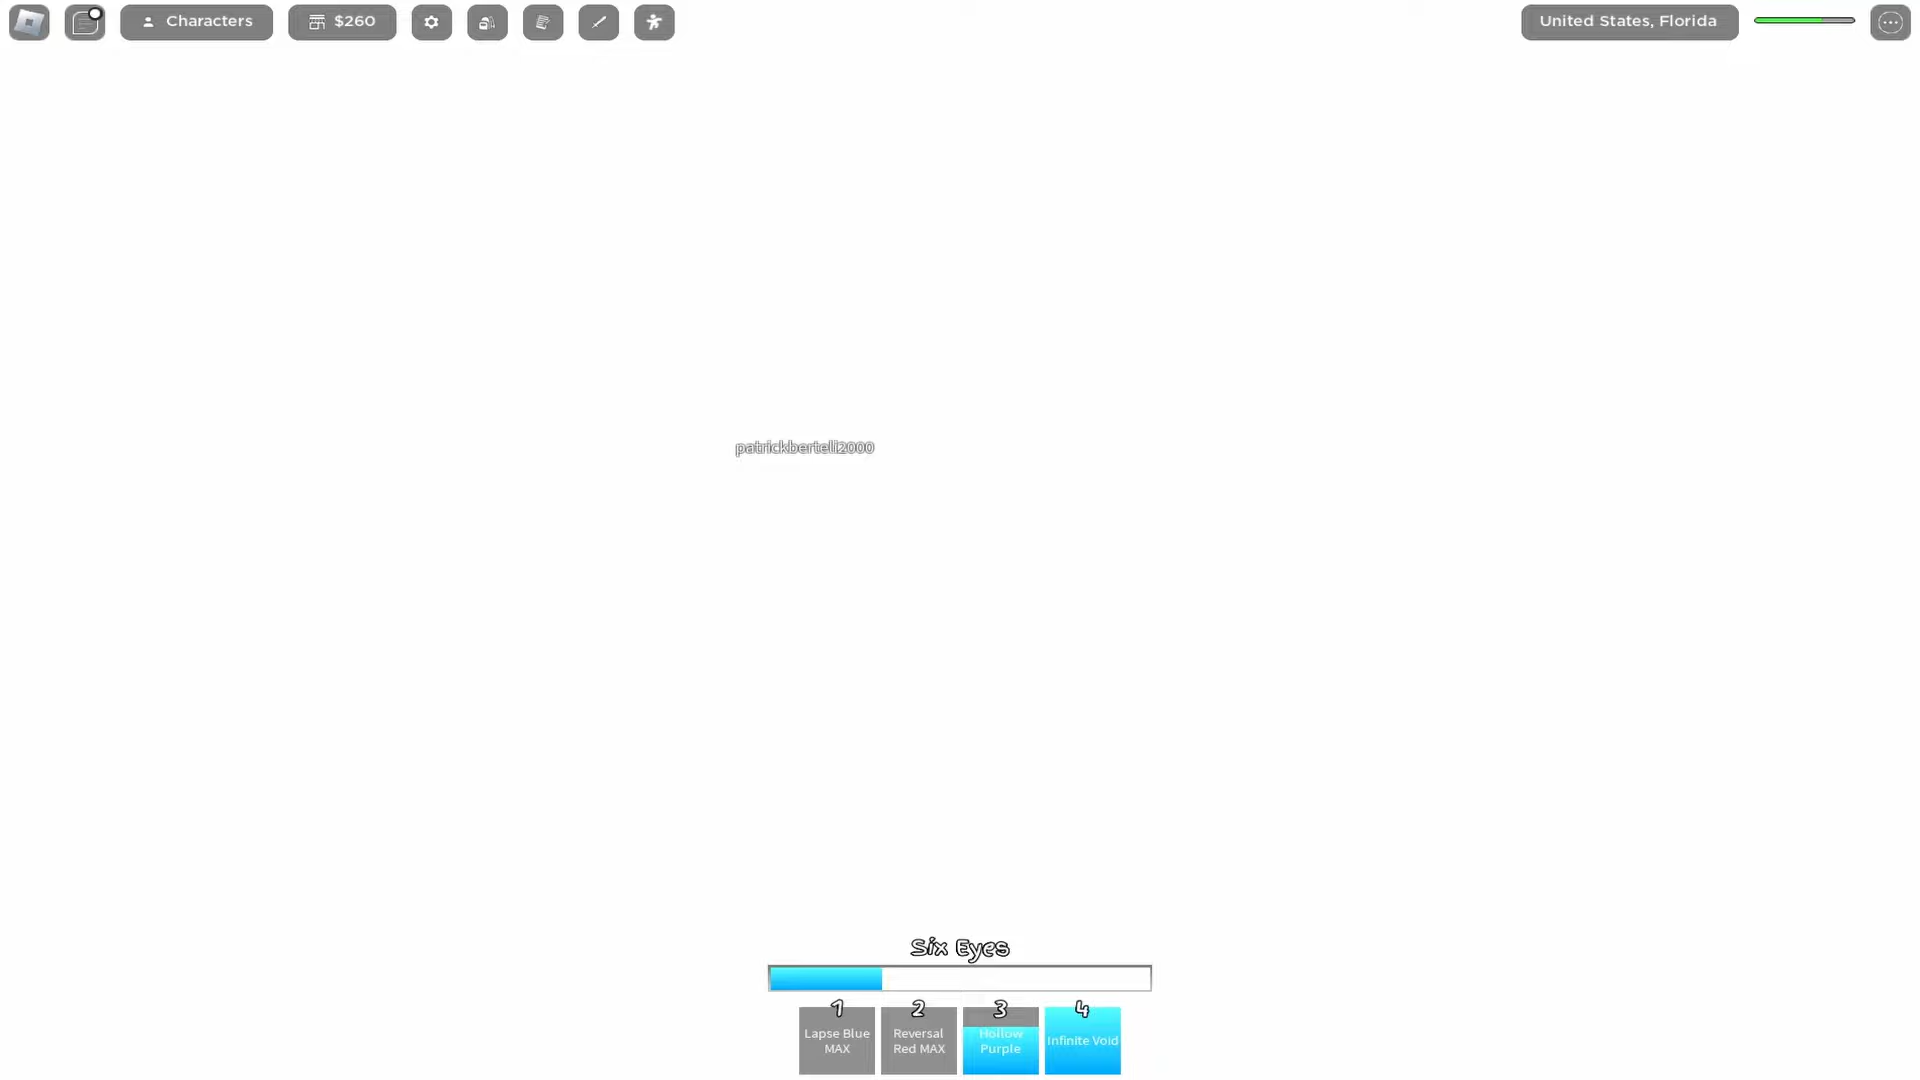 Characters
$260
United States, Florida
patrickbertelli2000
Six Eyes
1
2
3
4
Lapse Blue
MAX
Reversal
Red MAX
Hollow
Purple
Infinite Void